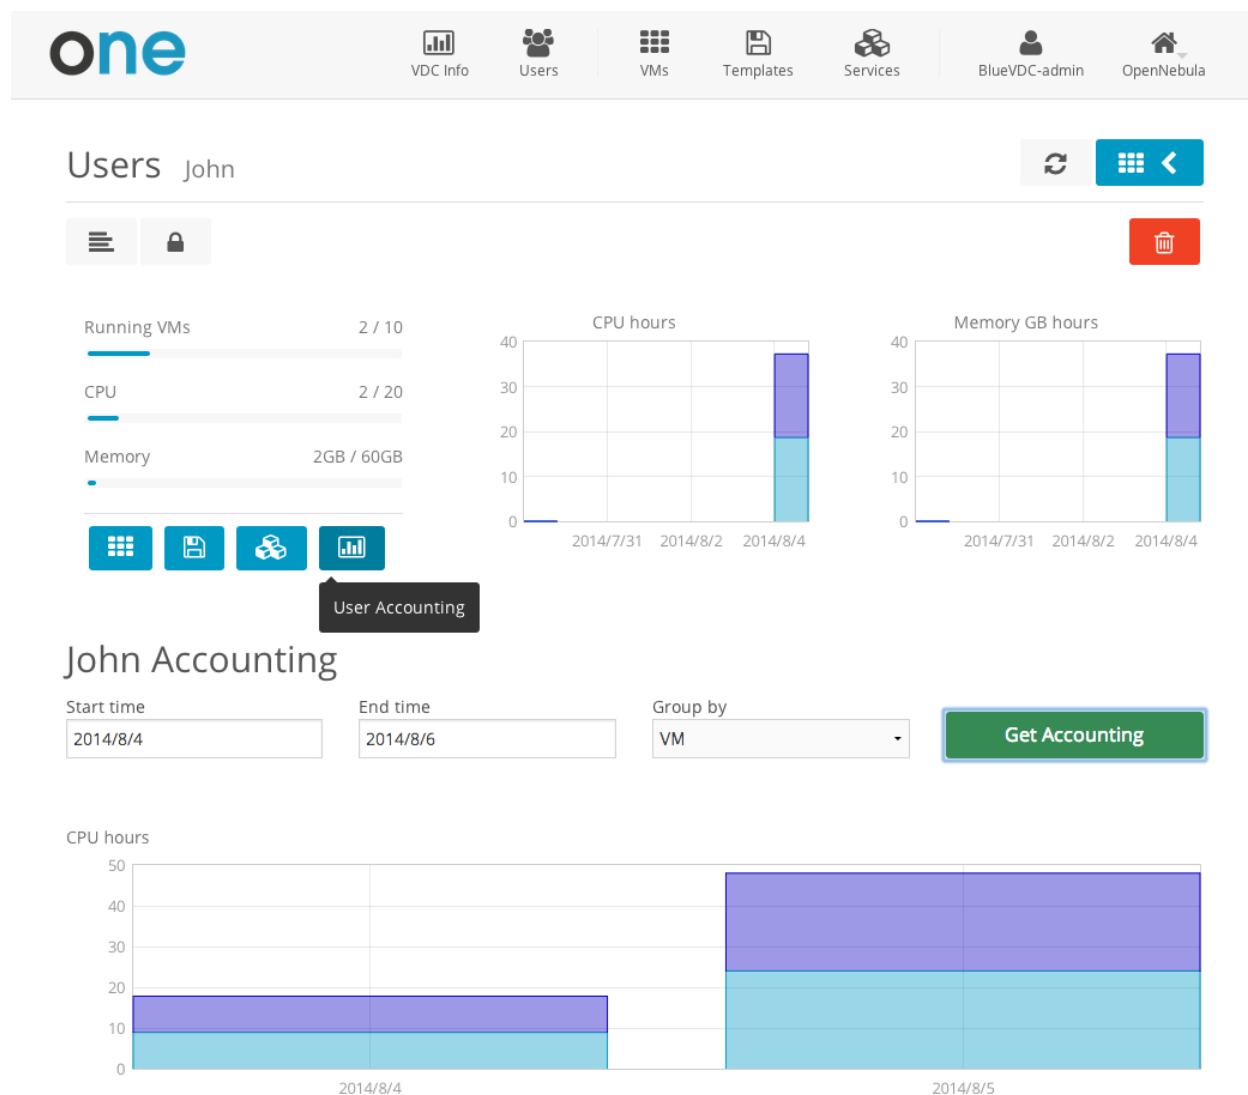 one
VDC Info Users VMs Templates Services BlueVDC-admin OpenNebula
Users John
Running VMs 2 / 10
CPU 2 / 20
Memory 2GB / 60GB
User Accounting
CPU hours
40
30
20
10
0
2014/7/31 2014/8/2 2014/8/4
Memory GB hours
40
30
20
10
0
2014/7/31 2014/8/2 2014/8/4
John Accounting
Start time End time Group by
2014/8/4 2014/8/6 VM Get Accounting
CPU hours
50
40
30
20
10
0
2014/8/4 2014/8/5